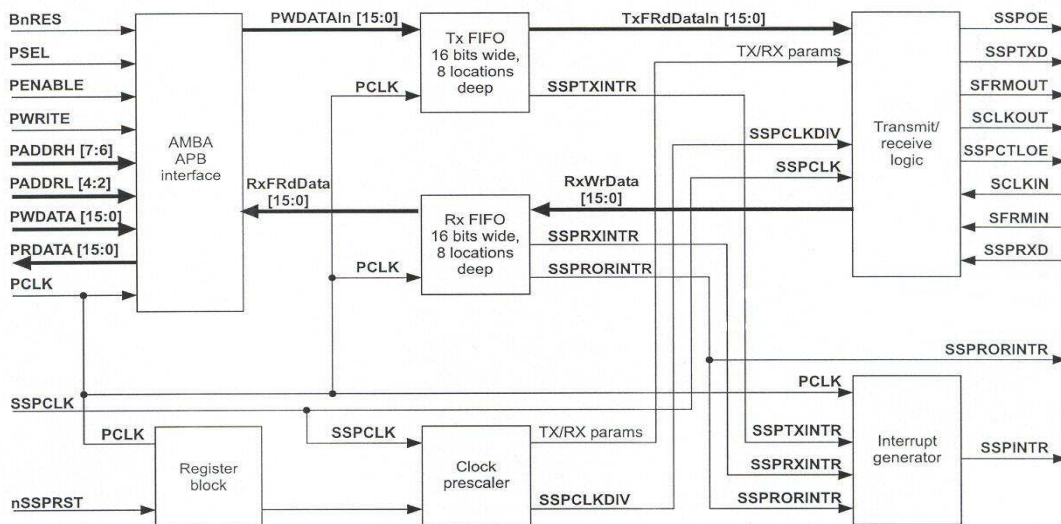 BnRES
PSEL
PENABLE
PWRITE
PADDRH [7:6]
PADDRL [4:2]
PWDATA [15:0]
PRDATA [15:0]
PCLK
SSPCLK
nSSPRST
AMBA
APB
interface
PWDATAIn [15:0]
PCLK
RxFRdData
[15:0]
PCLK
Tx FIFO
16 bits wide,
8 locations
deep
TxFRdDataIn [15:0]
SSPTXINTR
Rx FIFO
16 bits wide,
8 locations
deep
RxWrData
[15:0]
SSPRXINTR
SSPRORINTR
TX/RX params
SSPCLKDIV
SSPCLK
Transmit/
receive
logic
SSPOE
SSPTXD
SFRMOUT
SCLKOUT
SSPCTLOE
SCLKIN
SFRMIN
SSPRXD
SSPRORINTR
PCLK
Register
block
SSPCLK
Clock
prescaler
TX/RX params
SSPCLKDIV
PCLK
SSPTXINTR
SSPRXINTR
SSPRORINTR
Interrupt
generator
SSPINTR